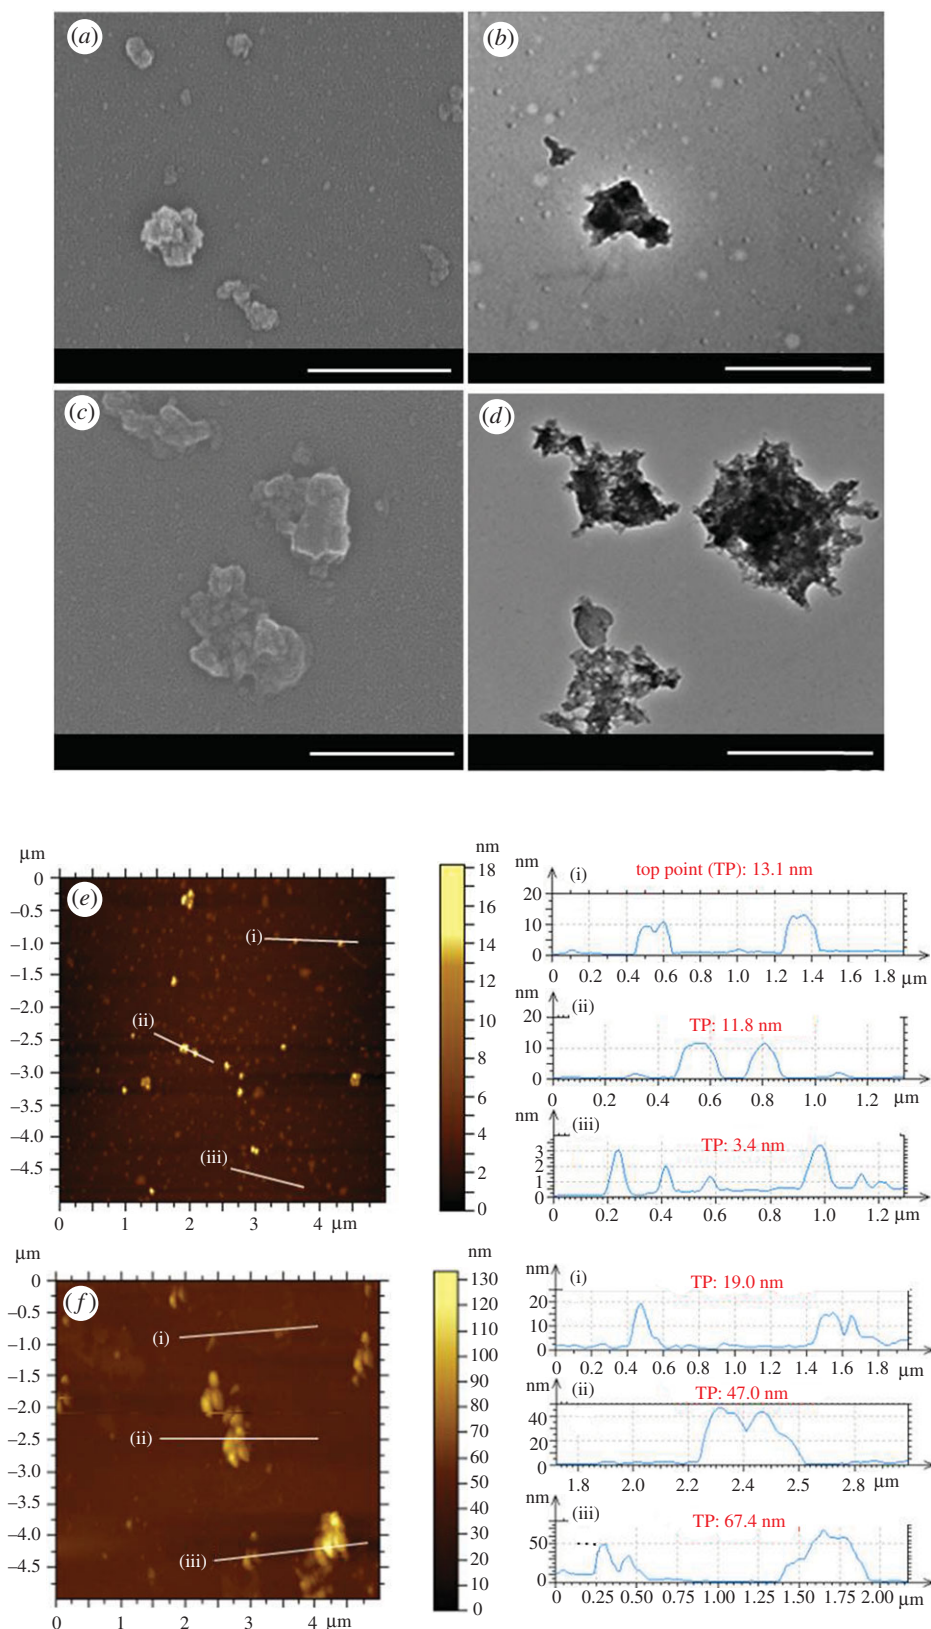 (a)
(b)
(c)
(d)
μm
0
–0.5
–1.0
–1.5
–2.0
–2.5
–3.0
–3.5
–4.0
–4.5
(e)
(i)
(ii)
(iii)
0 1 2 3 4 μm
nm
18
16
14
12
10
8
6
4
2
0
(i)
top point (TP): 13.1 nm
nm
20
10
0
0 0.2 0.4 0.6 0.8 1.0 1.2 1.4 1.6 1.8
μm
(ii)
TP: 11.8 nm
nm
20
10
0
0 0.2 0.4 0.6 0.8 1.0 1.2
μm
(iii)
TP: 3.4 nm
nm
3
2
1
0
0.2 0.4 0.6 0.8 1.0 1.2
μm
μm
0
–0.5
–1.0
–1.5
–2.0
–2.5
–3.0
–3.5
–4.0
–4.5
(f)
(i)
(ii)
(iii)
0 1 2 3 4 μm
nm
130
120
110
100
90
80
70
60
50
40
30
20
10
0
(i)
TP: 19.0 nm
nm
20
10
0
0 0.2 0.4 0.6 0.8 1.0 1.2 1.4 1.6 1.8
μm
(ii)
TP: 47.0 nm
nm
40
20
0
1.8 2.0 2.2 2.4 2.5 2.8
μm
(iii)
TP: 67.4 nm
nm
50
0
0 0.25 0.50 0.75 1.00 1.25 1.50 1.75 2.00
μm